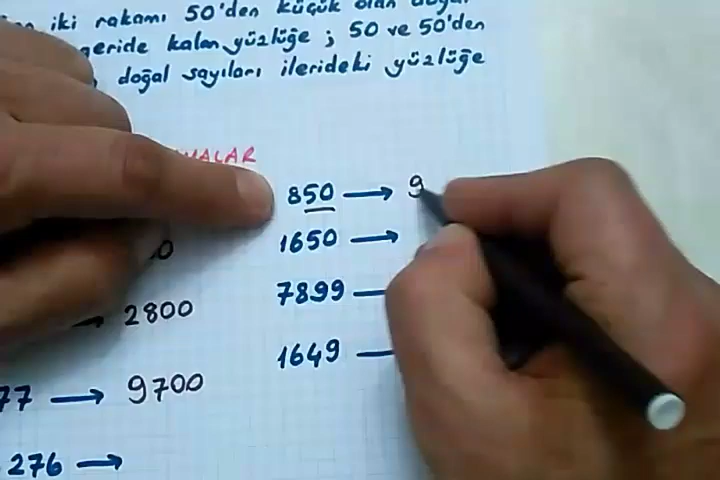 iki rakamı 50'den küçük olan
geride kalan yüzlüğe ; 50 ve 50'den
doğal sayıları ilerideki yüzlüğe
850 → 9
1650 →
7899 →
2800
1649 →
77 → 9700
276 →